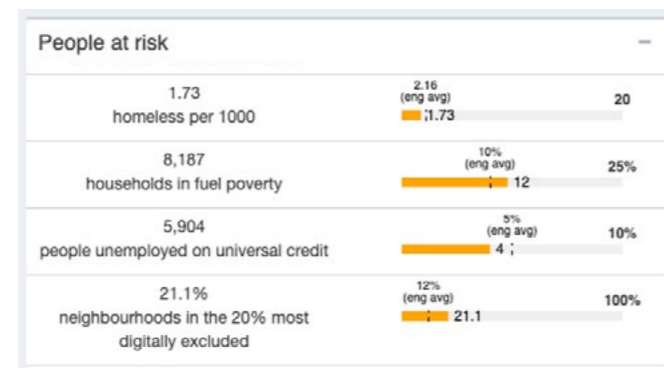 People at risk
1.73
homeless per 1000
2.16
(eng avg)
1.73
20
8,187
households in fuel poverty
10%
(eng avg)
12
25%
5,904
people unemployed on universal credit
5%
(eng avg)
4
10%
21.1%
neighbourhoods in the 20% most
digitally excluded
12%
(eng avg)
21.1
100%